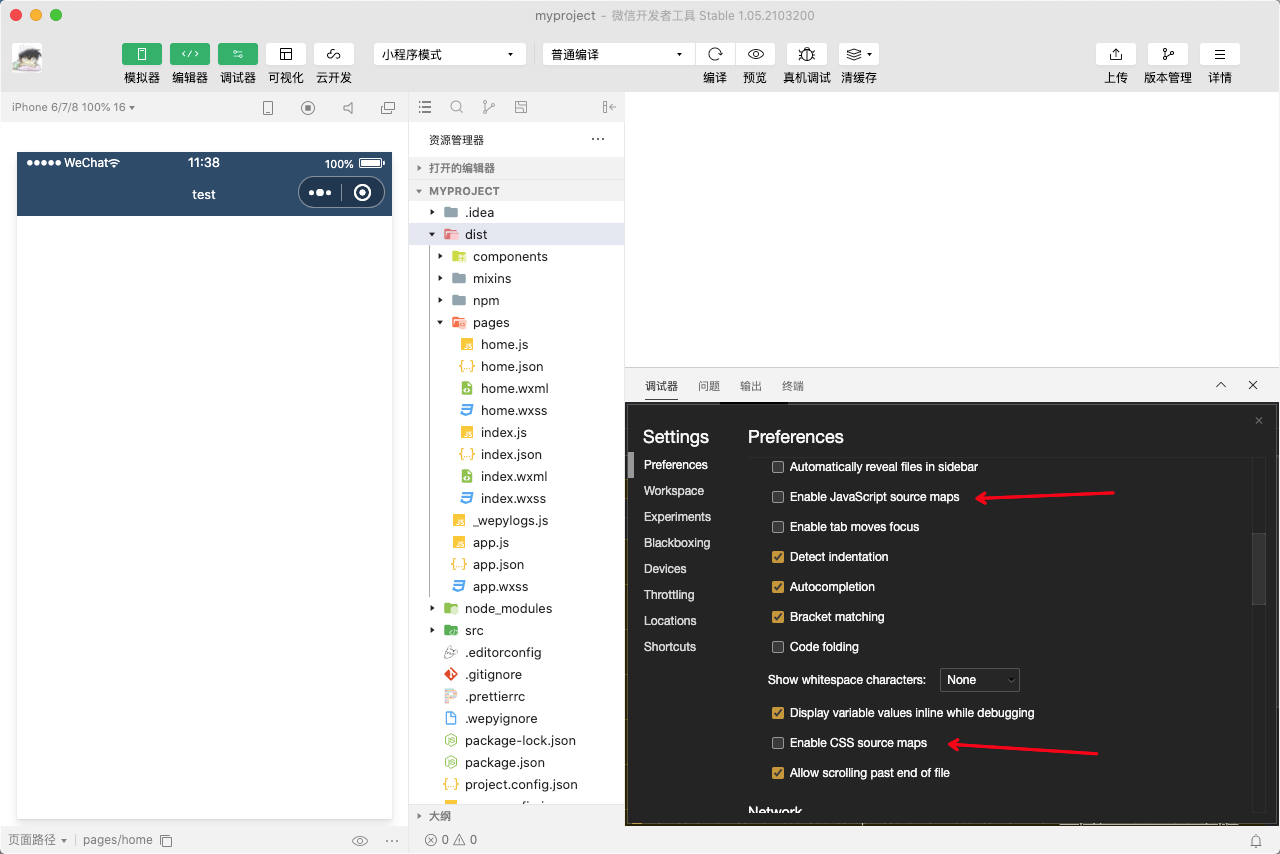 myproject - 微信开发者工具 Stable 1.05.2103200
模拟器 编辑器 调试器 可视化 云开发
小程序模式 普通编译
编译 预览 真机调试 清缓存
上传 版本管理 详情
iPhone 6/7/8 100% 16
WeChat 11:38 100%
test
资源管理器
打开的编辑器
MYPROJECT
.idea
dist
components
mixins
npm
pages
home.js
home.json
home.wxml
home.wxss
index.js
index.json
index.wxml
index.wxss
_wepylogs.js
app.js
app.json
app.wxss
node_modules
src
.editorconfig
.gitignore
.prettierrc
.wepyignore
package-lock.json
package.json
project.config.json
大纲
调试器 问题 输出 终端
Settings
Preferences
Workspace
Experiments
Blackboxing
Devices
Throttling
Locations
Shortcuts
Preferences
Automatically reveal files in sidebar
Enable JavaScript source maps
Enable tab moves focus
Detect indentation
Autocompletion
Bracket matching
Code folding
Show whitespace characters: None
Display variable values inline while debugging
Enable CSS source maps
Allow scrolling past end of file
Network
页面路径 pages/home
0 0